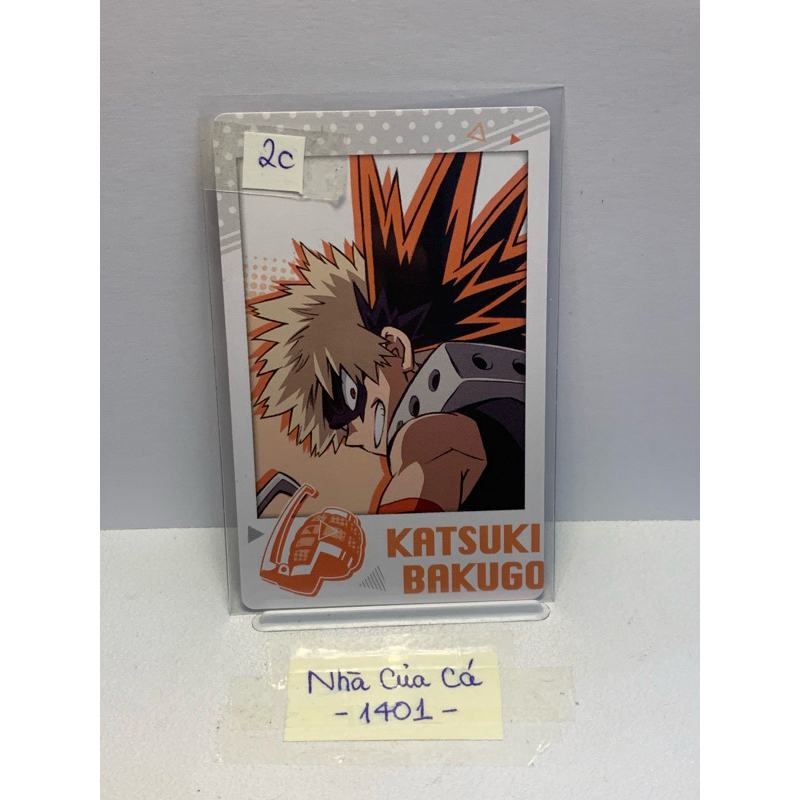 2c
KATSUKI
BAKUGO
Nhà Của Cá
- 1401 -